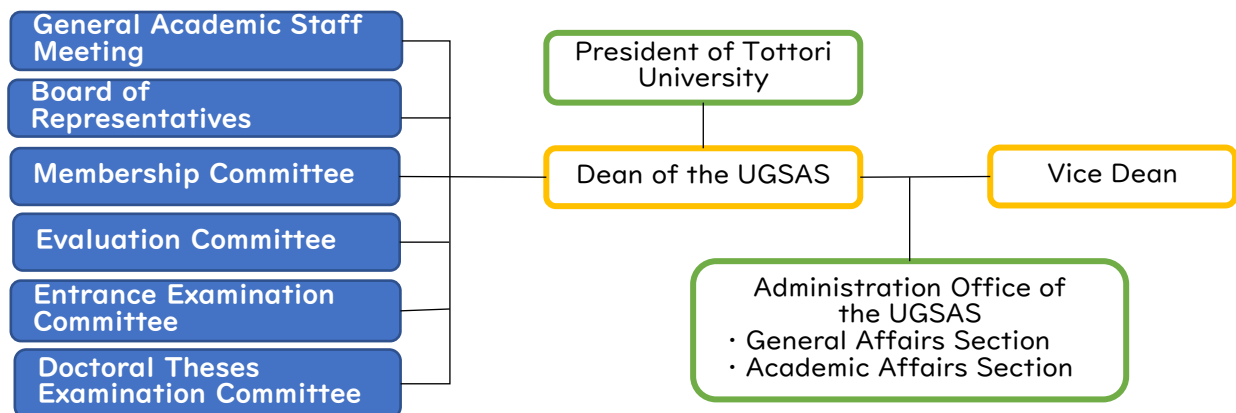 General Academic Staff
Meeting
Board of
Representatives
Membership Committee
Evaluation Committee
Entrance Examination
Committee
Doctoral Theses
Examination Committee
President of Tottori
University
Dean of the UGSAS
Vice Dean
Administration Office of
the UGSAS
・General Affairs Section
・Academic Affairs Section